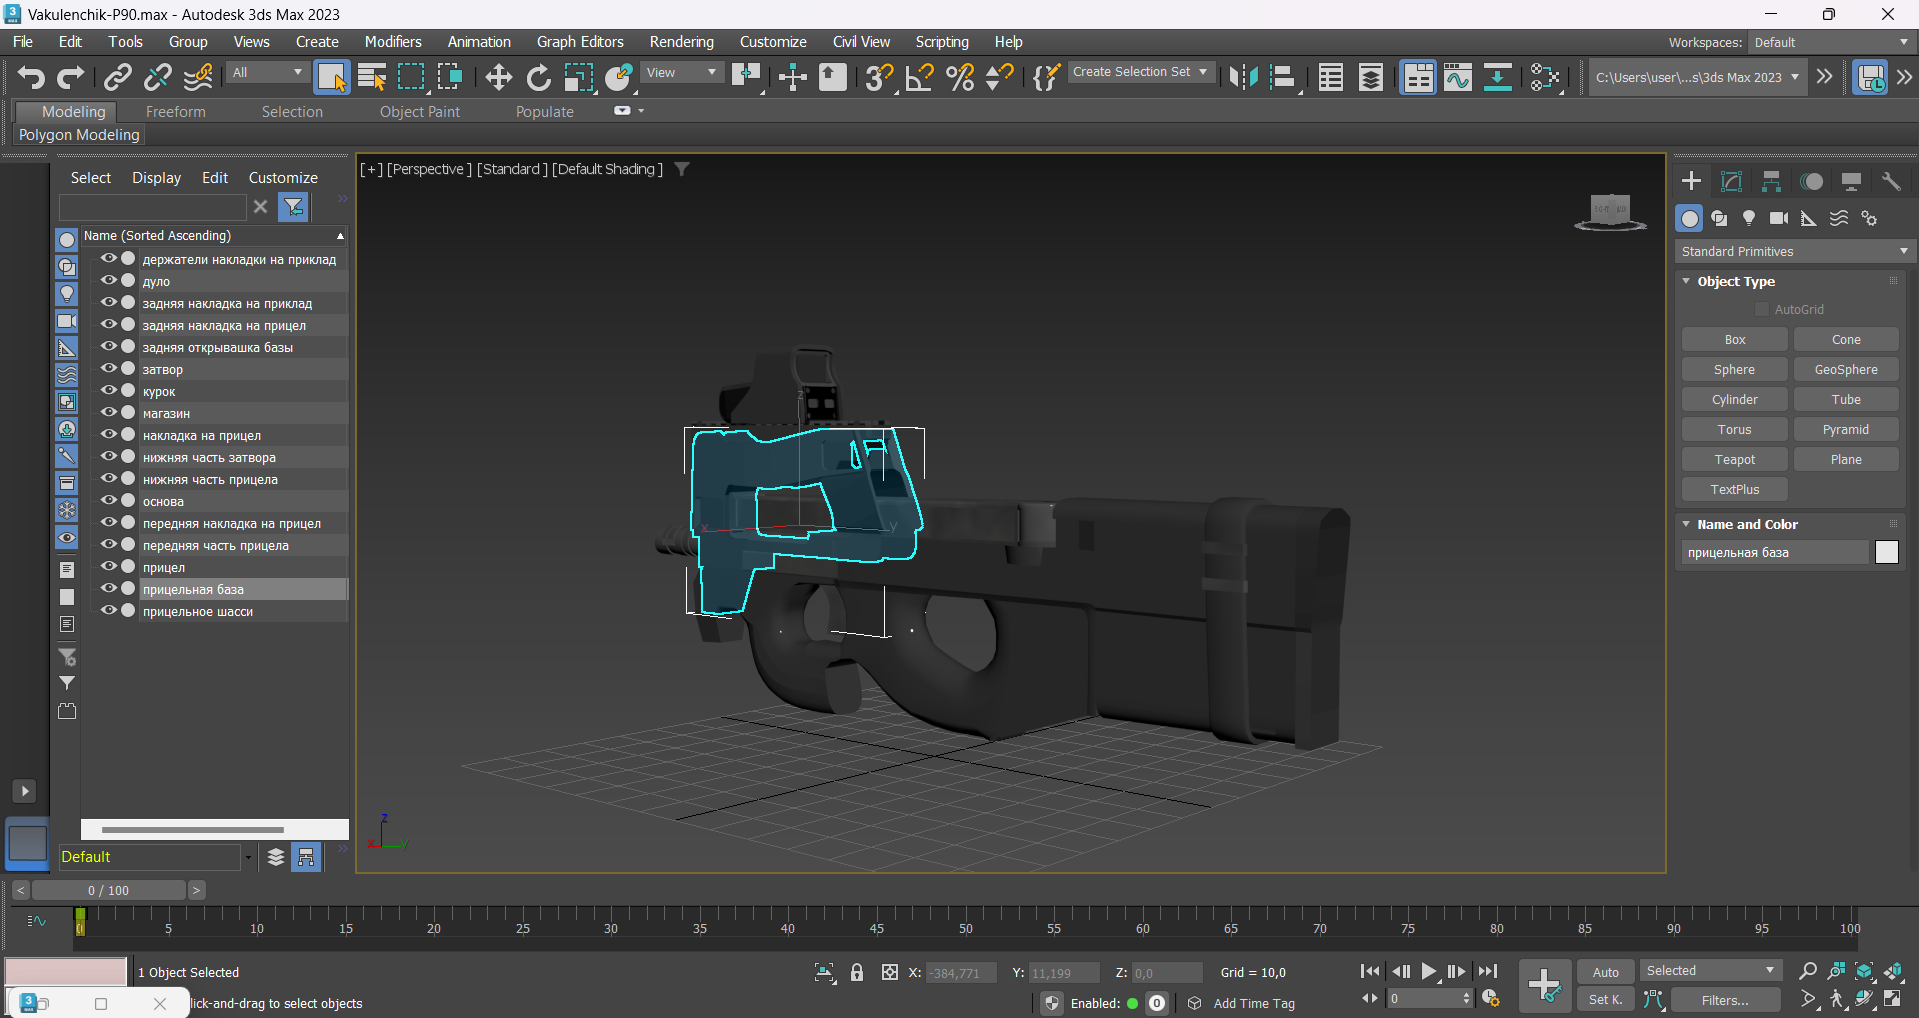 Vakulenchik-P90.max - Autodesk 3ds Max 2023
File Edit Tools Group Views Create Modifiers Animation Graph Editors Rendering Customize Civil View Scripting Help
Workspaces: Default
All
View
Create Selection Set
C:\Users\user\...s\3ds Max 2023
Modeling Freeform Selection Object Paint Populate
Polygon Modeling
Select Display Edit Customize
[+] [Perspective ] [Standard ] [Default Shading ]
Name (Sorted Ascending)
держатели накладки на приклад
дуло
задняя накладка на приклад
задняя накладка на прицел
задняя открывашка базы
затвор
курок
магазин
накладка на прицел
нижняя часть затвора
нижняя часть прицела
основа
передняя накладка на прицел
передняя часть прицела
прицел
прицельная база
прицельное шасси
Default
z
x
y
z
x
y
Standard Primitives
Object Type
AutoGrid
Box Cone
Sphere GeoSphere
Cylinder Tube
Torus Pyramid
Teapot Plane
TextPlus
Name and Color
прицельная база
< 0 / 100 >
0 5 10 15 20 25 30 35 40 45 50 55 60 65 70 75 80 85 90 95 100
1 Object Selected
X: -384,771 Y: 11,199 Z: 0,0 Grid = 10,0
Auto Selected
lick-and-drag to select objects
Enabled: 0 Add Time Tag
0
Set K. Filters...